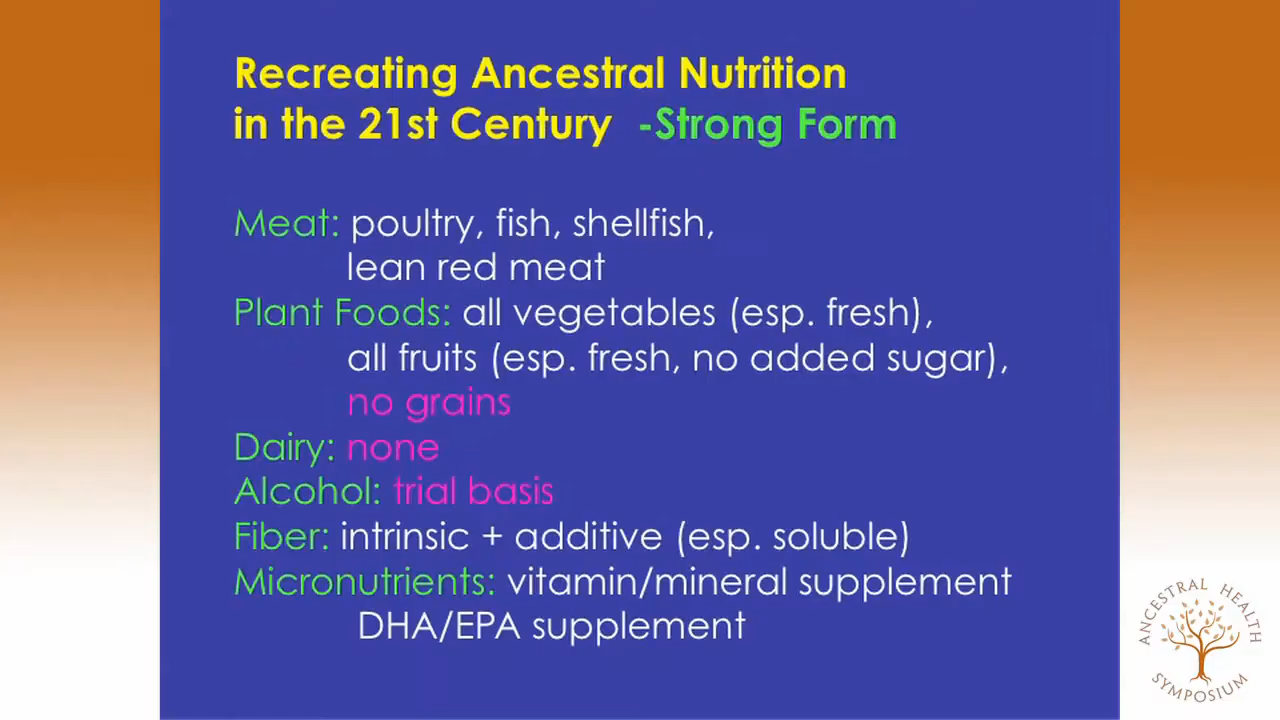 Recreating Ancestral Nutrition
in the 21st Century -Strong Form
Meat: poultry, fish, shellfish,
lean red meat
Plant Foods: all vegetables (esp. fresh),
all fruits (esp. fresh, no added sugar),
no grains
Dairy: none
Alcohol: trial basis
Fiber: intrinsic + additive (esp. soluble)
Micronutrients: vitamin/mineral supplement
DHA/EPA supplement
ANCESTRAL HEALTH
SYMPOSIUM